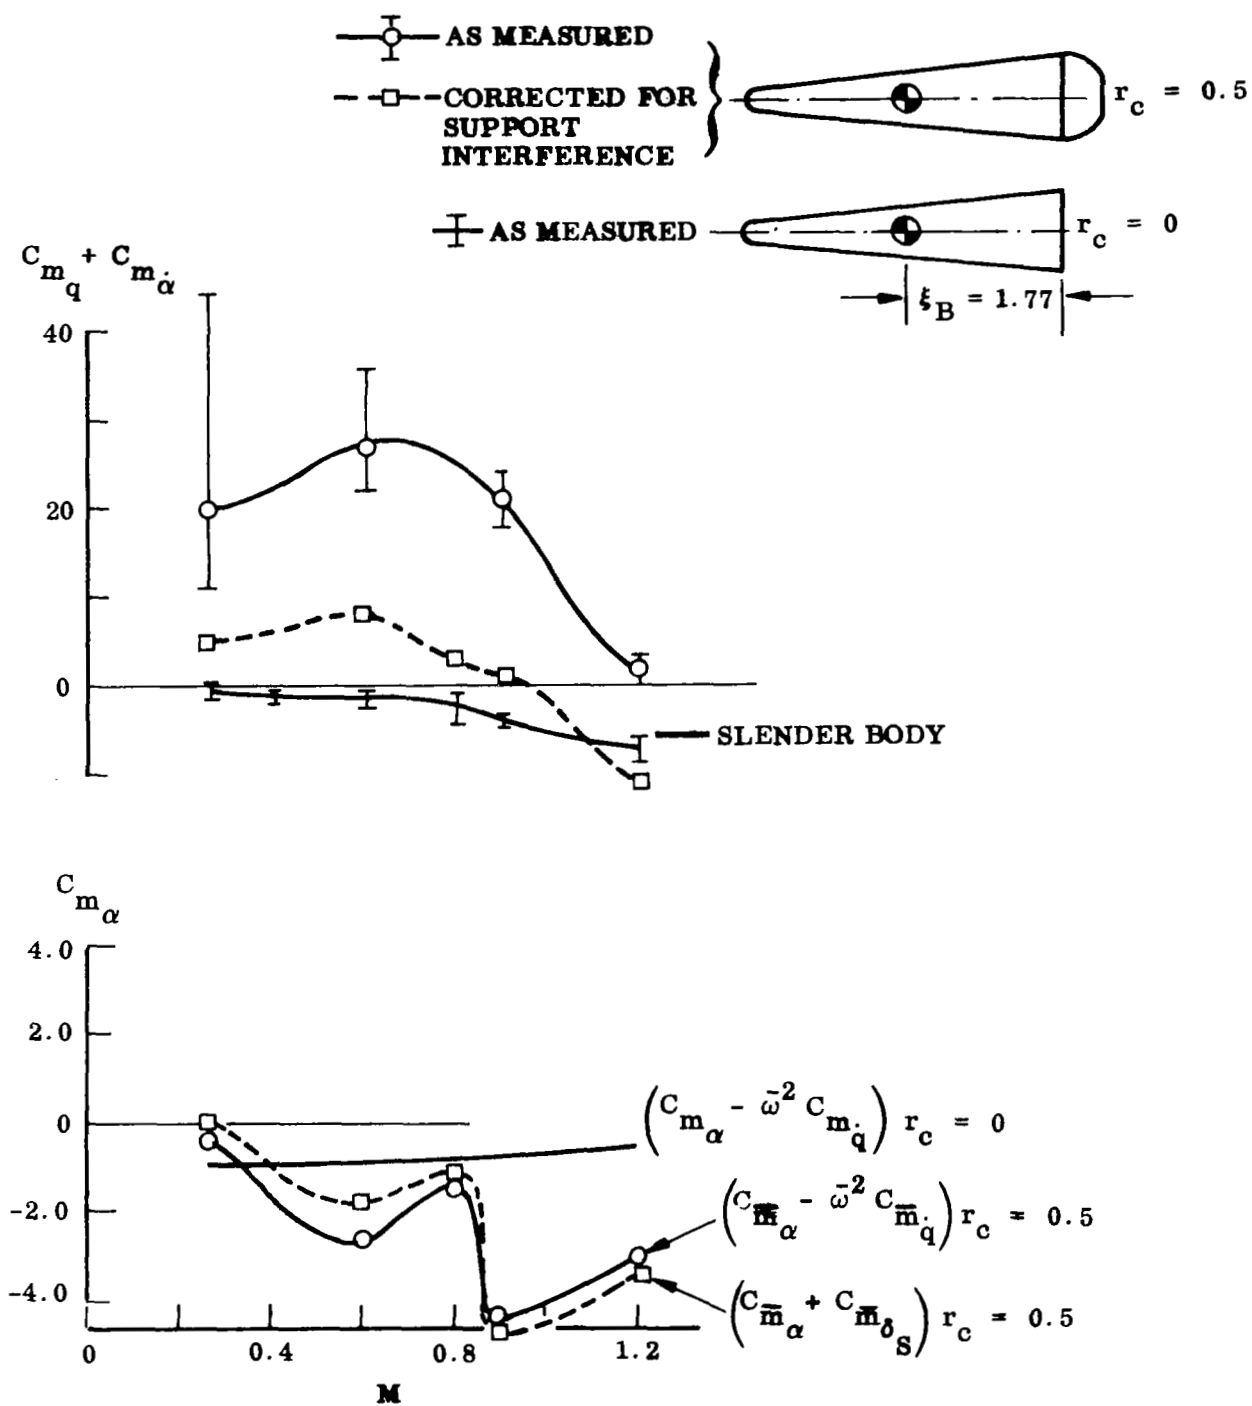 AS MEASURED
CORRECTED FOR
SUPPORT
INTERFERENCE
r_c = 0.5
AS MEASURED
r_c = 0
ξ_B = 1.77
C_m_q + C_m_α̇
40
20
0
SLENDER BODY
C_m_α
4.0
2.0
0
-2.0
-4.0
(C_m_α - ω̄² C_m_q̇) r_c = 0
(C_m̿_α - ω̄² C_m̿_q̇) r_c = 0.5
(C_m̿_α + C_m̿_δ_S) r_c = 0.5
0 0.4 0.8 1.2
M